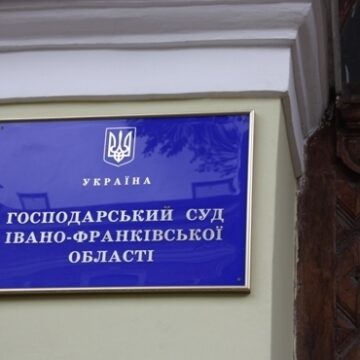 УКРАЇНА
ГОСПОДАРСЬКИЙ СУД
ІВАНО-ФРАНКІВСЬКОЇ
ОБЛАСТІ